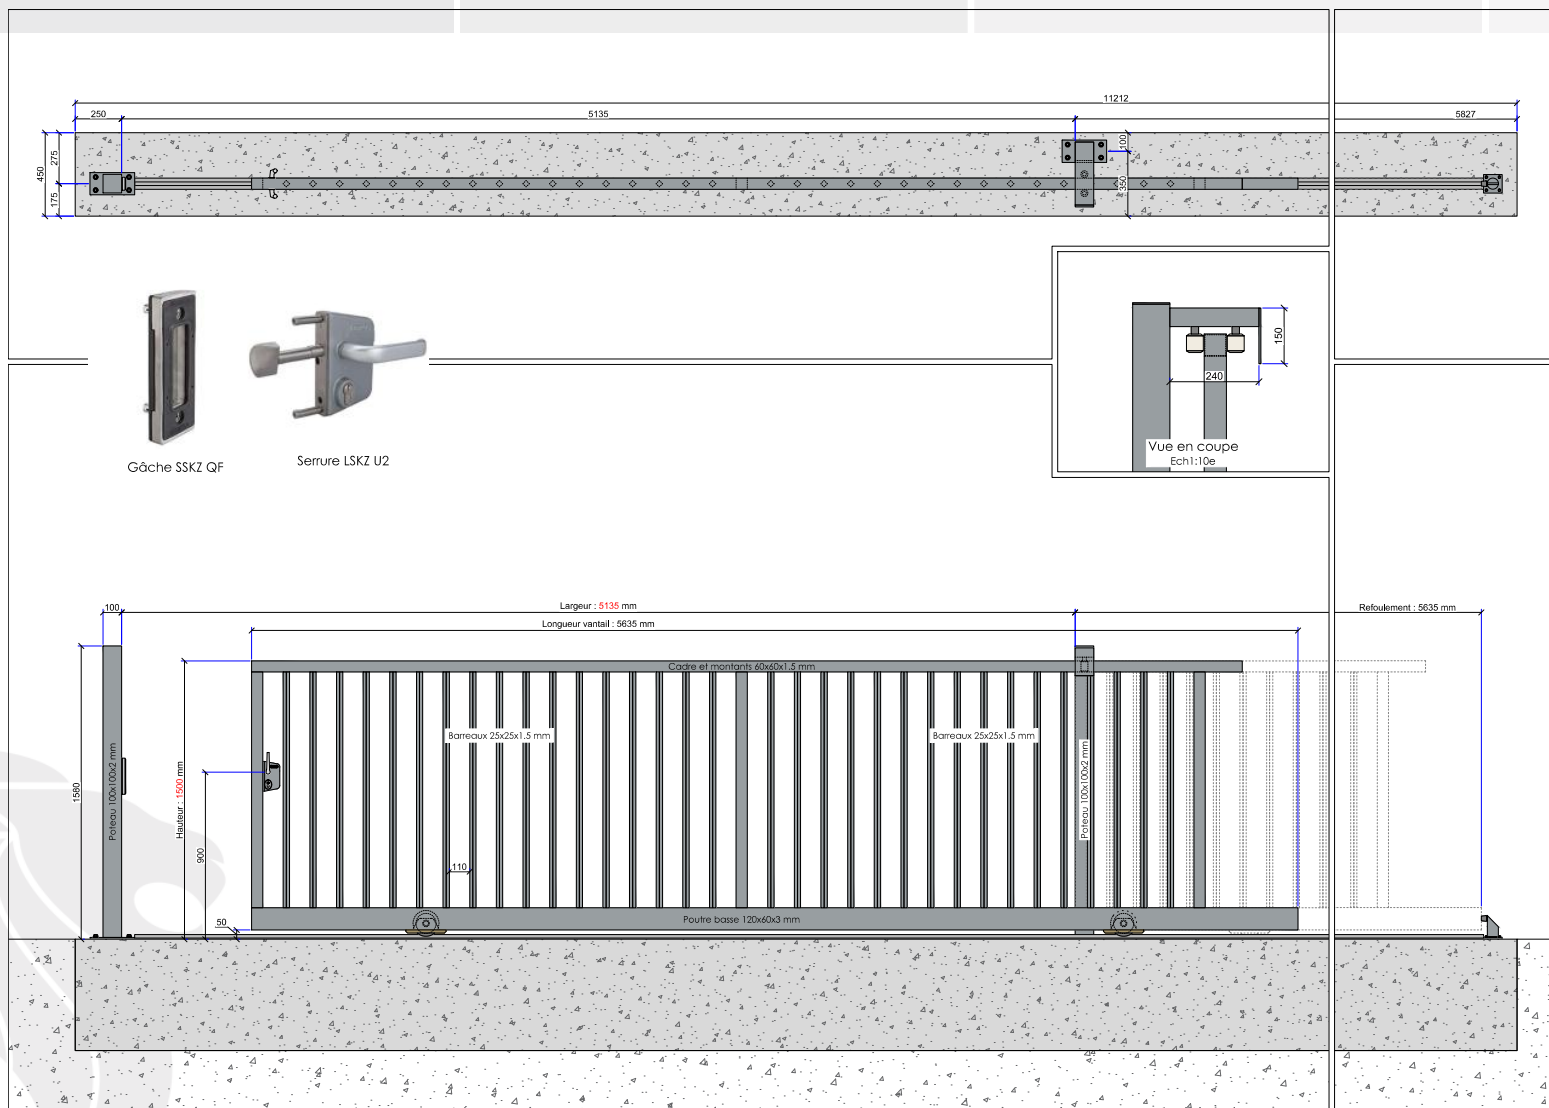 11212
250
5135
5827
450
275
175
100
350
150
240
Vue en coupe
Ech1:10e
Gâche SSKZ QF
Serrure LSKZ U2
100
Largeur : 5135 mm
Refoulement : 5635 mm
Longueur vantail : 5635 mm
Cadre et montants 60x60x1.5 mm
Barreaux 25x25x1.5 mm
Barreaux 25x25x1.5 mm
1580
Poteau 100x100x2 mm
Hauteur : 1500 mm
900
Poteau 100x100x2 mm
110
50
Poutre basse 120x60x3 mm